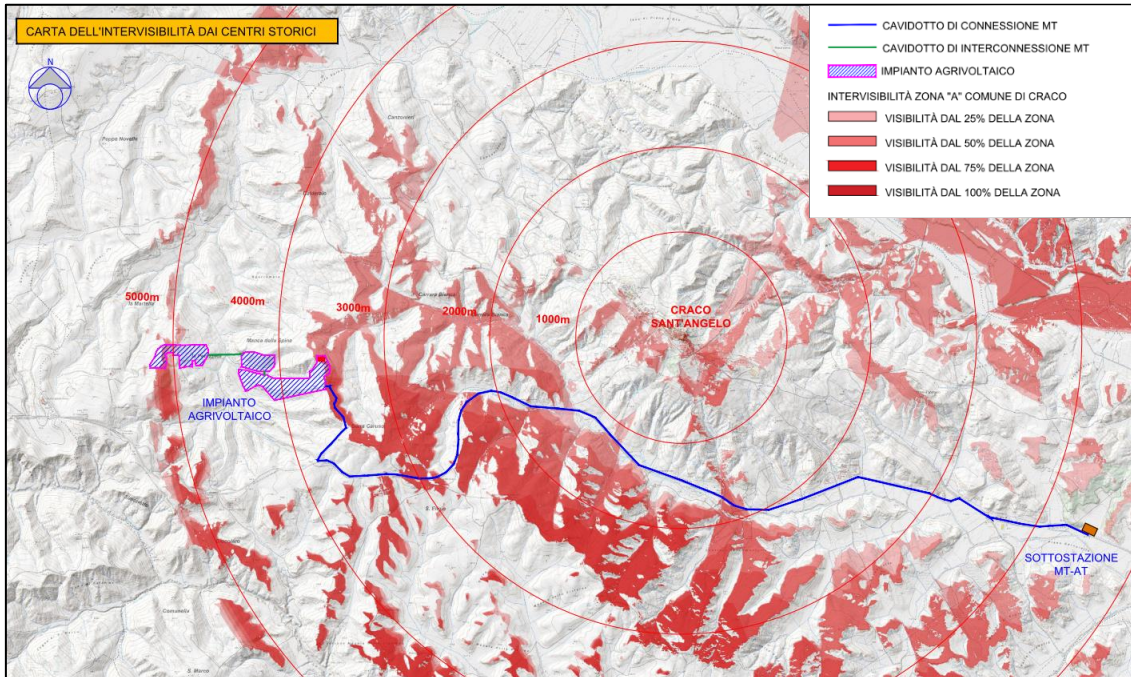 CARTA DELL'INTERVISIBILITÀ DAI CENTRI STORICI
N
CAVIDOTTO DI CONNESSIONE MT
CAVIDOTTO DI INTERCONNESSIONE MT
IMPIANTO AGRIVOLTAICO
INTERVISIBILITÀ ZONA "A" COMUNE DI CRACO
VISIBILITÀ DAL 25% DELLA ZONA
VISIBILITÀ DAL 50% DELLA ZONA
VISIBILITÀ DAL 75% DELLA ZONA
VISIBILITÀ DAL 100% DELLA ZONA
Canzonieri
5000m
4000m
3000m
2000m
1000m
CRACO
SANT'ANGELO
IMPIANTO
AGRIVOLTAICO
SOTTOSTAZIONE
MT-AT
S. Marco